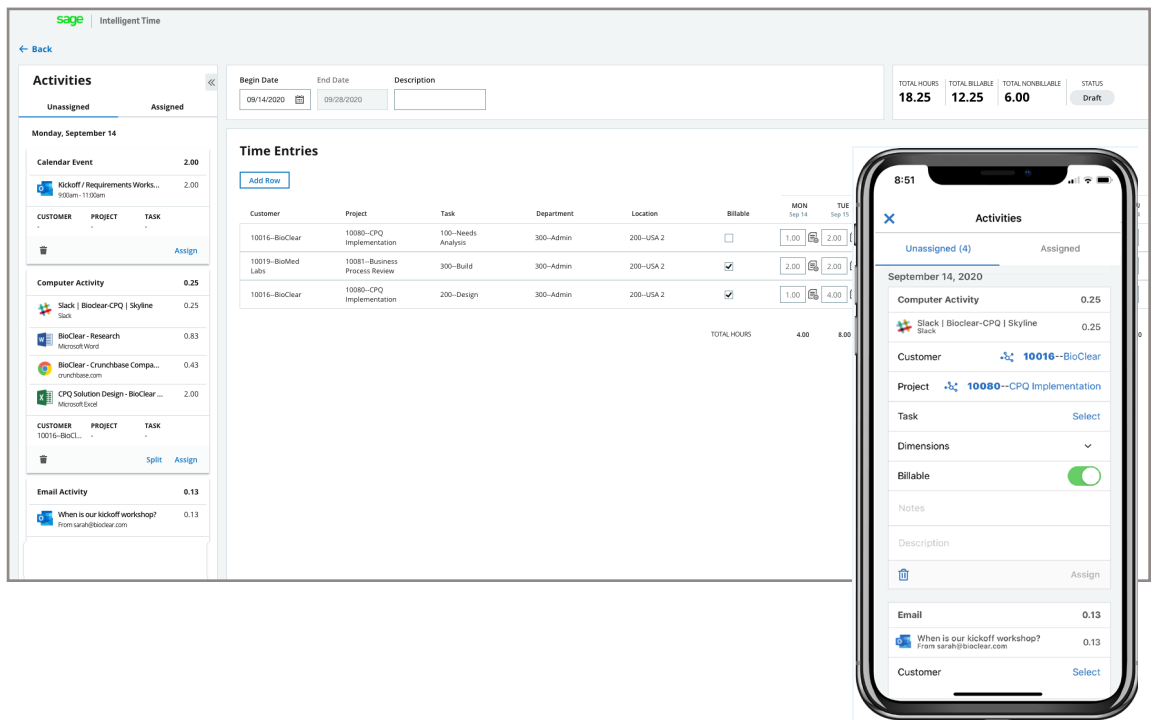 sage Intelligent Time
← Back
Activities
Unassigned Assigned
Monday, September 14
Calendar Event 2.00
Kickoff / Requirements Works... 2.00
9:00am - 11:00am
CUSTOMER PROJECT TASK
- - -
Assign
Computer Activity 0.25
Slack | Bioclear-CPQ | Skyline 0.25
Slack
BioClear - Research 0.83
Microsoft Word
BioClear - Crunchbase Compa... 0.43
crunchbase.com
CPQ Solution Design - BioClear ... 2.00
Microsoft Excel
CUSTOMER PROJECT TASK
10016--BioCl... - -
Split Assign
Email Activity 0.13
When is our kickoff workshop? 0.13
From sarah@bioclear.com
Begin Date End Date Description
09/14/2020 09/28/2020
TOTAL HOURS TOTAL BILLABLE TOTAL NONBILLABLE STATUS
18.25 12.25 6.00 Draft
Time Entries
Add Row
MON TUE
Customer Project Task Department Location Billable Sep 14 Sep 15
10016--BioClear 10080--CPQ Implementation 100--Needs Analysis 300--Admin 200--USA 2 1.00 2.00
10019--BioMed Labs 10081--Business Process Review 300--Build 300--Admin 200--USA 2 2.00 2.00
10016--BioClear 10080--CPQ Implementation 200--Design 300--Admin 200--USA 2 1.00 4.00
TOTAL HOURS 4.00 8.00
8:51
Activities
Unassigned (4) Assigned
September 14, 2020
Computer Activity 0.25
Slack | Bioclear-CPQ | Skyline 0.25
Slack
Customer 10016--BioClear
Project 10080--CPQ Implementation
Task Select
Dimensions
Billable
Notes
Description
Assign
Email 0.13
When is our kickoff workshop? 0.13
From sarah@bioclear.com
Customer Select